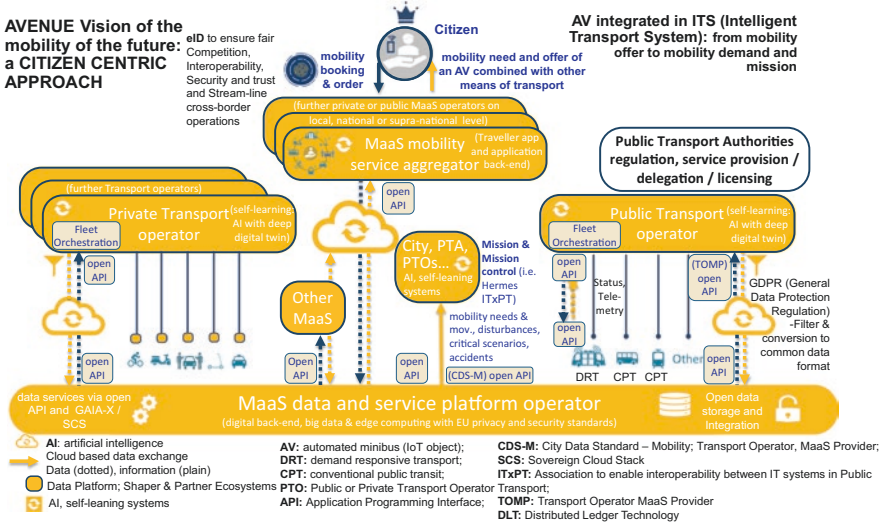 AVENUE Vision of the
mobility of the future:
a CITIZEN CENTRIC
APPROACH
eID to ensure fair
Competition,
Interoperability,
Security and trust
and Stream-line
cross-border
operations
mobility
booking
& order
Citizen
mobility need and offer of
an AV combined with other
means of transport
AV integrated in ITS (Intelligent
Transport System): from mobility
offer to mobility demand and
mission
(further private or public MaaS operators on
local, national or supra-national level)
MaaS mobility
service aggregator
(Traveller app
and application
back-end)
Public Transport Authorities
regulation, service provision /
delegation / licensing
(further Transport operators)
Private Transport
operator
(self-learning:
AI with deep
digital twin)
Fleet
Orchestration
open
API
open
API
open
API
City, PTA,
PTOs...
AI, self-leaning
systems
Mission &
Mission
control (i.e.
Hermes
ITxPT)
mobility needs &
mov., disturbances,
critical scenarios,
accidents
(CDS-M) open API
Other
MaaS
Open
API
open
API
Public Transport
operator
(self-learning:
AI with deep
digital twin)
Fleet
Orchestration
open
API
open
API
Status,
Tele-
metry
(TOMP)
open
API
GDPR (General
Data Protection
Regulation)
-Filter &
conversion to
common data
format
DRT
CPT
CPT
Other
open
API
data services via open
API and GAIA-X /
SCS
MaaS data and service platform operator
(digital back-end, big data & edge computing with EU privacy and security standards)
Open data
storage and
Integration
AI: artificial intelligence
Cloud based data exchange
Data (dotted), information (plain)
Data Platform; Shaper & Partner Ecosystems
AI, self-leaning systems
AV: automated minibus (IoT object);
DRT: demand responsive transport;
CPT: conventional public transit;
PTO: Public or Private Transport Operator
API: Application Programming Interface;
CDS-M: City Data Standard – Mobility; Transport Operator, MaaS Provider;
SCS: Sovereign Cloud Stack
ITxPT: Association to enable interoperability between IT systems in Public
Transport;
TOMP: Transport Operator MaaS Provider
DLT: Distributed Ledger Technology